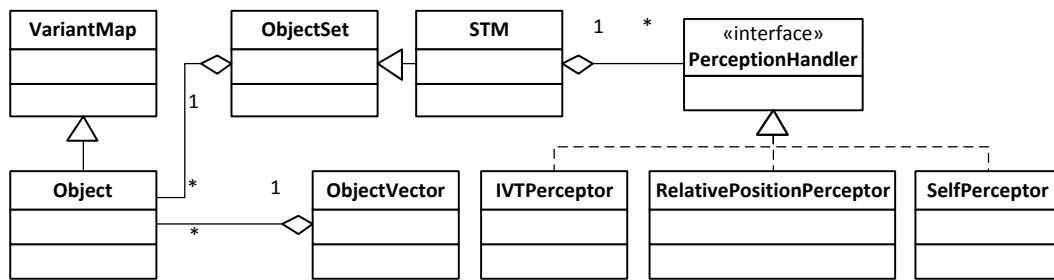 VariantMap
ObjectSet
STM
1
*
«interface»
PerceptionHandler
1
*
1
*
Object
ObjectVector
IVTPerceptor
RelativePositionPerceptor
SelfPerceptor